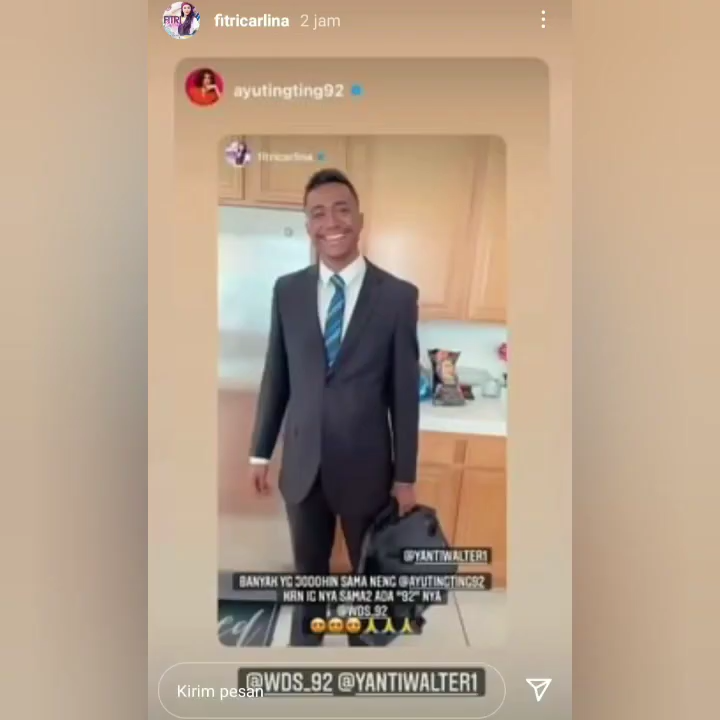 fitricarlina 2 jam
ayutingting92
fitricarlina
@YANTIWALTER1
BANYAK YG JODOHIN SAMA NENG @AYUTINGTING92
KRN IG NYA SAMA2 ADA "92" NYA
@WDS_92
ed
@WDS_92 @YANTIWALTER1
Kirim pesan